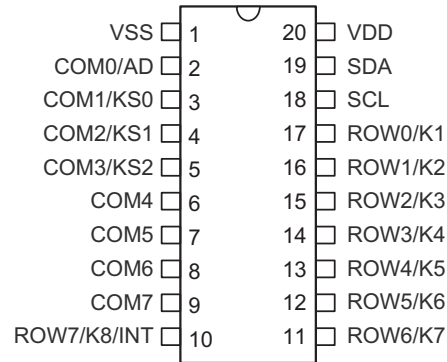 VSS 1 20 VDD
COM0/AD 2 19 SDA
COM1/KS0 3 18 SCL
COM2/KS1 4 17 ROW0/K1
COM3/KS2 5 16 ROW1/K2
COM4 6 15 ROW2/K3
COM5 7 14 ROW3/K4
COM6 8 13 ROW4/K5
COM7 9 12 ROW5/K6
ROW7/K8/INT 10 11 ROW6/K7